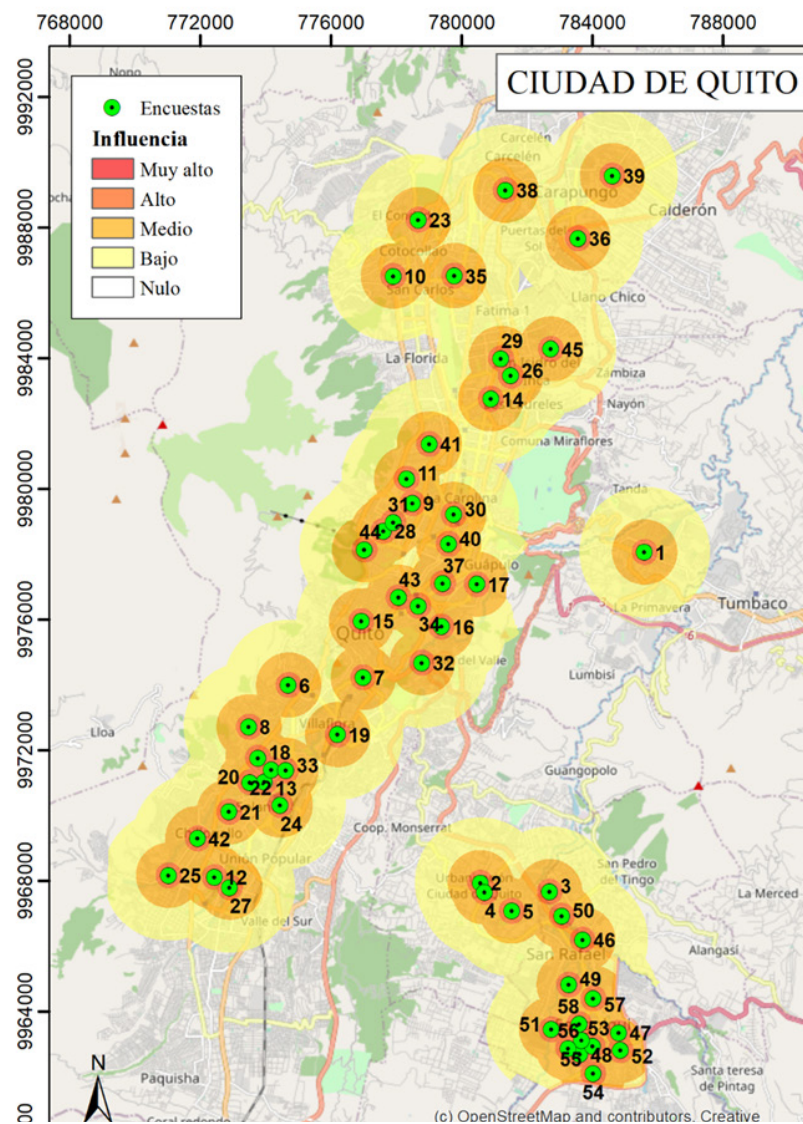 768000 772000 776000 780000 784000 788000
CIUDAD DE QUITO
Nono
Encuestas
Influencia
Muy alto
Alto
Medio
Bajo
Nulo
9992000
9988000
9984000
9980000
9976000
9972000
9968000
9964000
Carcelén
Carcelén
39
38
Carapungo
Calderón
23
36
Puertas del
Sol
Cotocollao
10
35
San Carlos
Llano Chico
Fatima 1
29
45
La Florida
26
Zámbiza
14
Nayón
Comuna Miraflores
41
11
Tanda
9
30
31
44
28
40
1
Guápulo
37
43
17
La Primavera
Tumbaco
6
15
34
16
Quito
del Valle
32
7
Lumbisi
6
8
Villaflora
19
Lloa
18
33
20
22
13
Guangopolo
21
24
Coop. Monserrat
42
Unión Popular
San Pedro
del Tingo
25
12
2
3
Ciudad de Quito
La Merced
27
4
5
50
Valle del Sur
46
Alangasí
San Rafael
49
58
57
51
56
53
47
55
48
52
54
Santa teresa
de Pintag
N
Paquisha
(c) OpenStreetMap and contributors, Creative